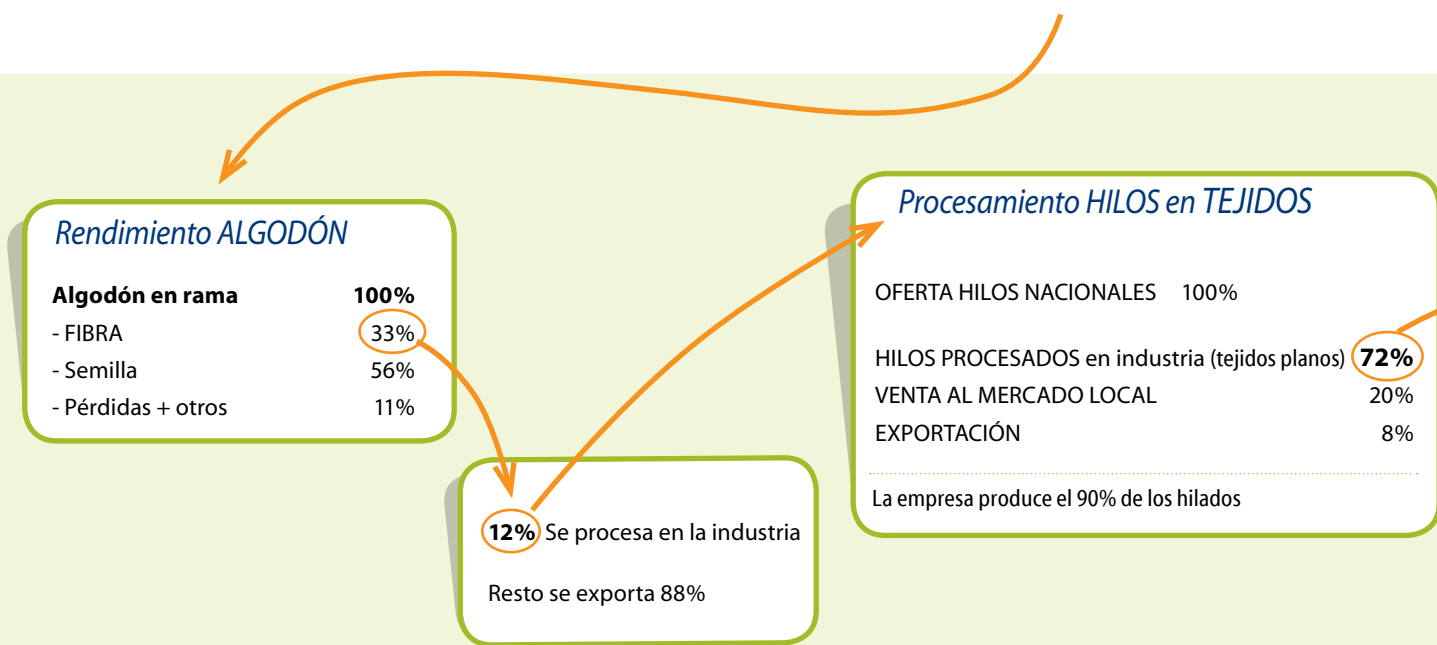 Rendimiento ALGODÓN
Algodón en rama 100%
- FIBRA 33%
- Semilla 56%
- Pérdidas + otros 11%
12% Se procesa en la industria
Resto se exporta 88%
Procesamiento HILOS en TEJIDOS
OFERTA HILOS NACIONALES 100%
HILOS PROCESADOS en industria (tejidos planos) 72%
VENTA AL MERCADO LOCAL 20%
EXPORTACIÓN 8%
La empresa produce el 90% de los hilados